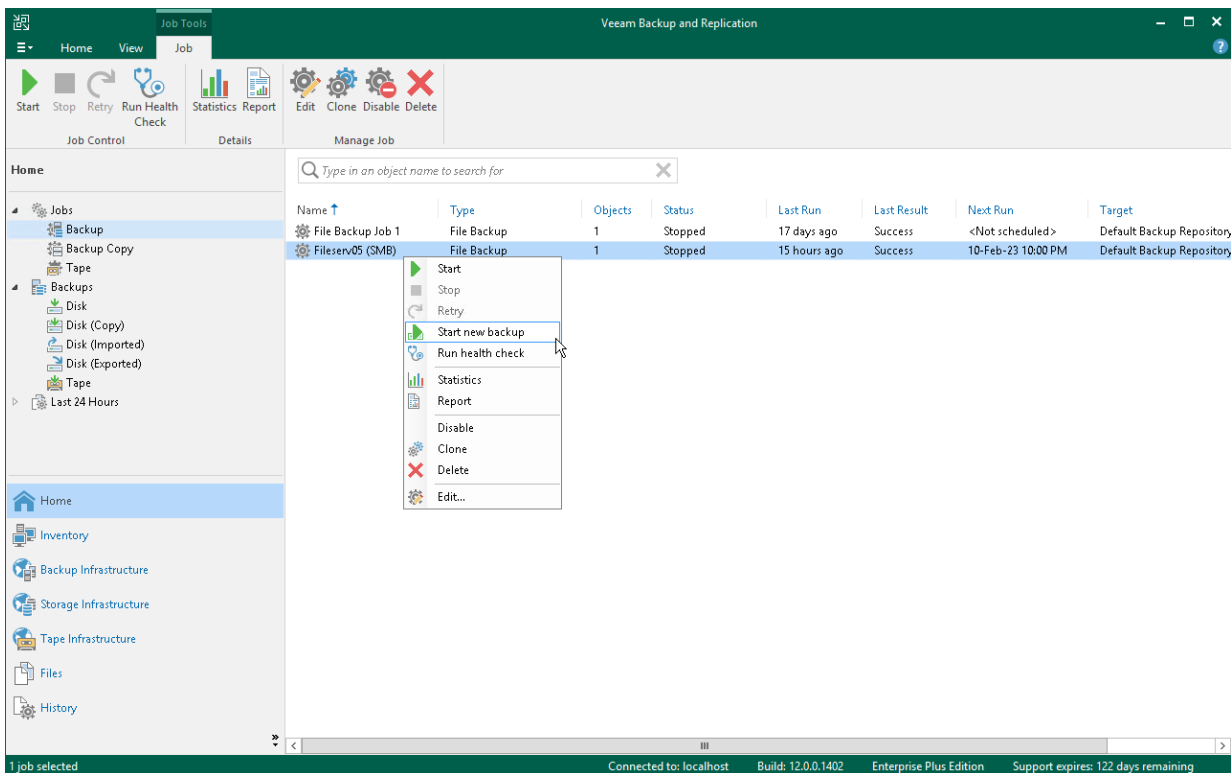 Job Tools
Veeam Backup and Replication
Home View Job
Start Stop Retry Run Health Check
Statistics Report
Edit Clone Disable Delete
Job Control Details Manage Job
Home
Type in an object name to search for
Jobs
Backup
Backup Copy
Tape
Backups
Disk
Disk (Copy)
Disk (Imported)
Disk (Exported)
Tape
Last 24 Hours
Name Type Objects Status Last Run Last Result Next Run Target
File Backup Job 1 File Backup 1 Stopped 17 days ago Success <Not scheduled> Default Backup Repository
Fileserv05 (SMB) File Backup 1 Stopped 15 hours ago Success 10-Feb-23 10:00 PM Default Backup Repository
Start
Stop
Retry
Start new backup
Run health check
Statistics
Report
Disable
Clone
Delete
Edit...
Home
Inventory
Backup Infrastructure
Storage Infrastructure
Tape Infrastructure
Files
History
1 job selected
Connected to: localhost Build: 12.0.0.1402 Enterprise Plus Edition Support expires: 122 days remaining